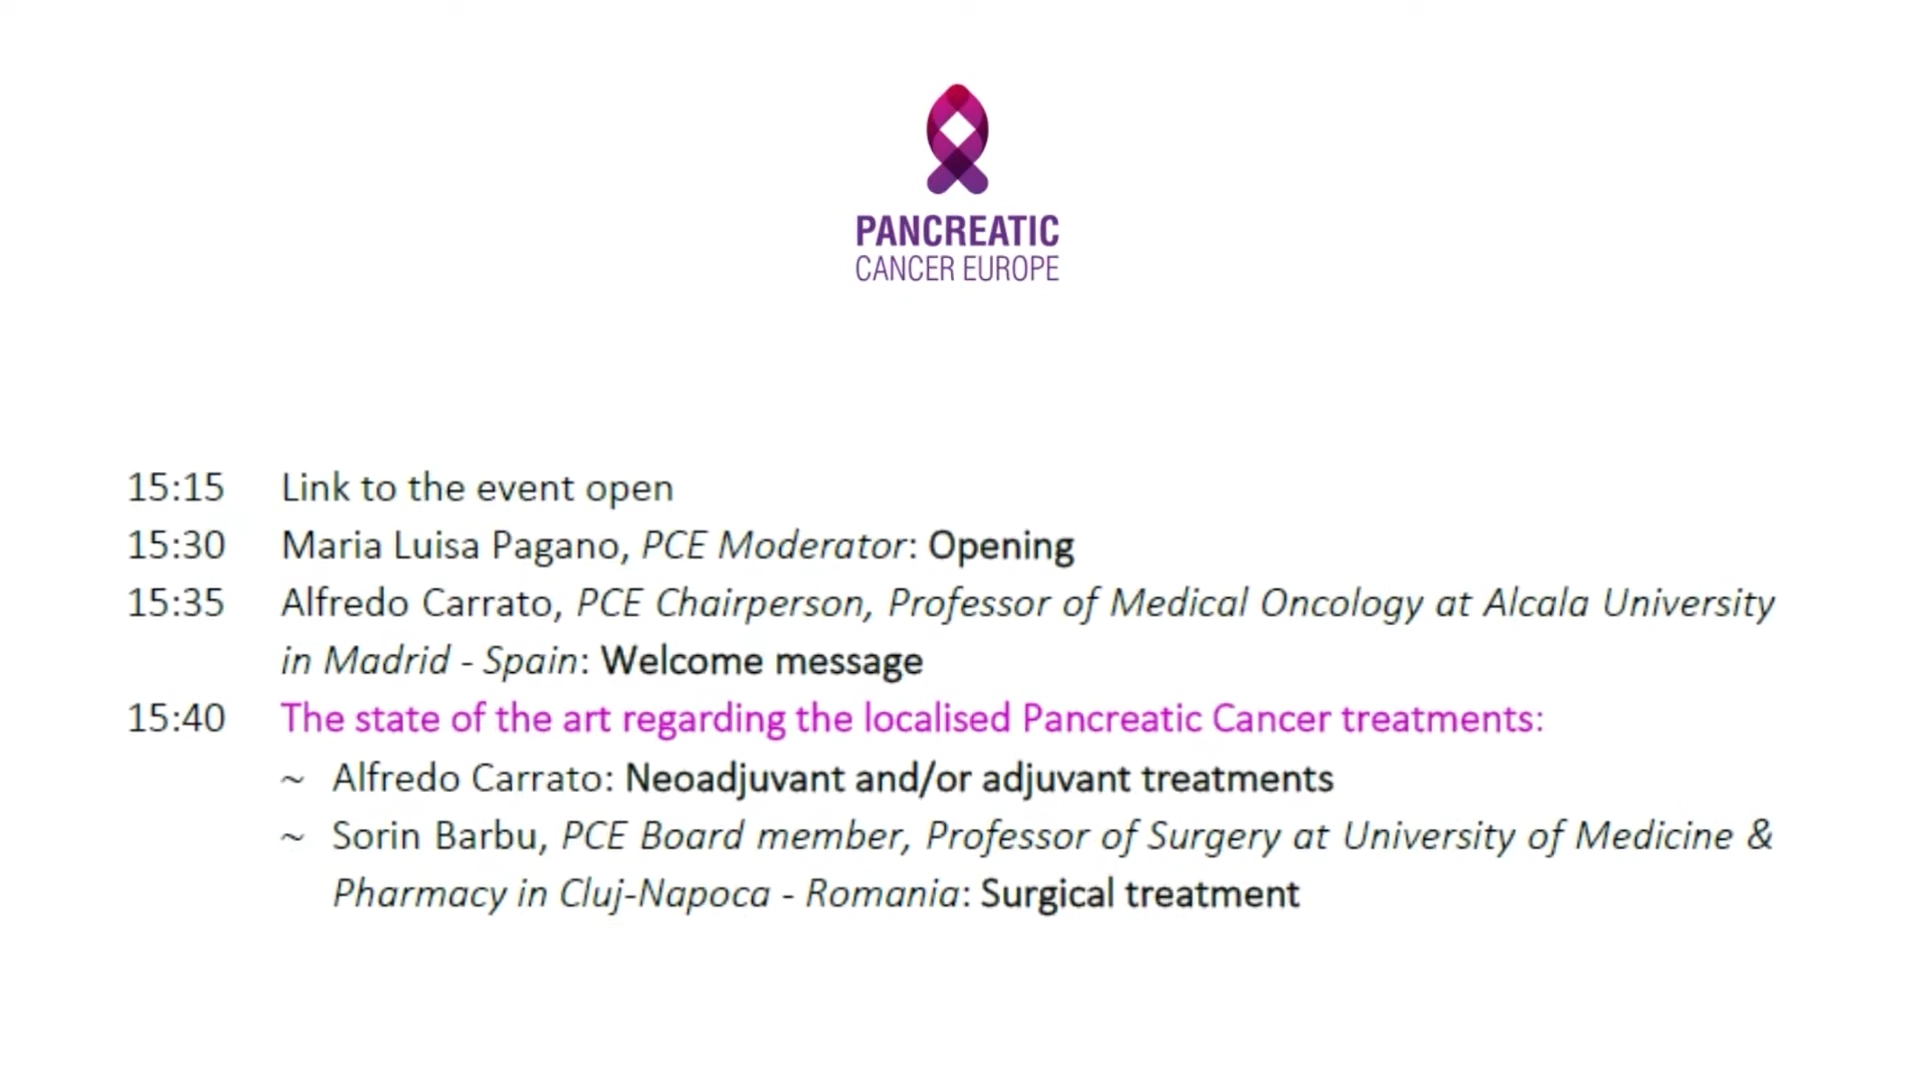 PANCREATIC
CANCER EUROPE
15:15 Link to the event open
15:30 Maria Luisa Pagano, PCE Moderator: Opening
15:35 Alfredo Carrato, PCE Chairperson, Professor of Medical Oncology at Alcala University
in Madrid - Spain: Welcome message
15:40 The state of the art regarding the localised Pancreatic Cancer treatments:
~ Alfredo Carrato: Neoadjuvant and/or adjuvant treatments
~ Sorin Barbu, PCE Board member, Professor of Surgery at University of Medicine &
Pharmacy in Cluj-Napoca - Romania: Surgical treatment